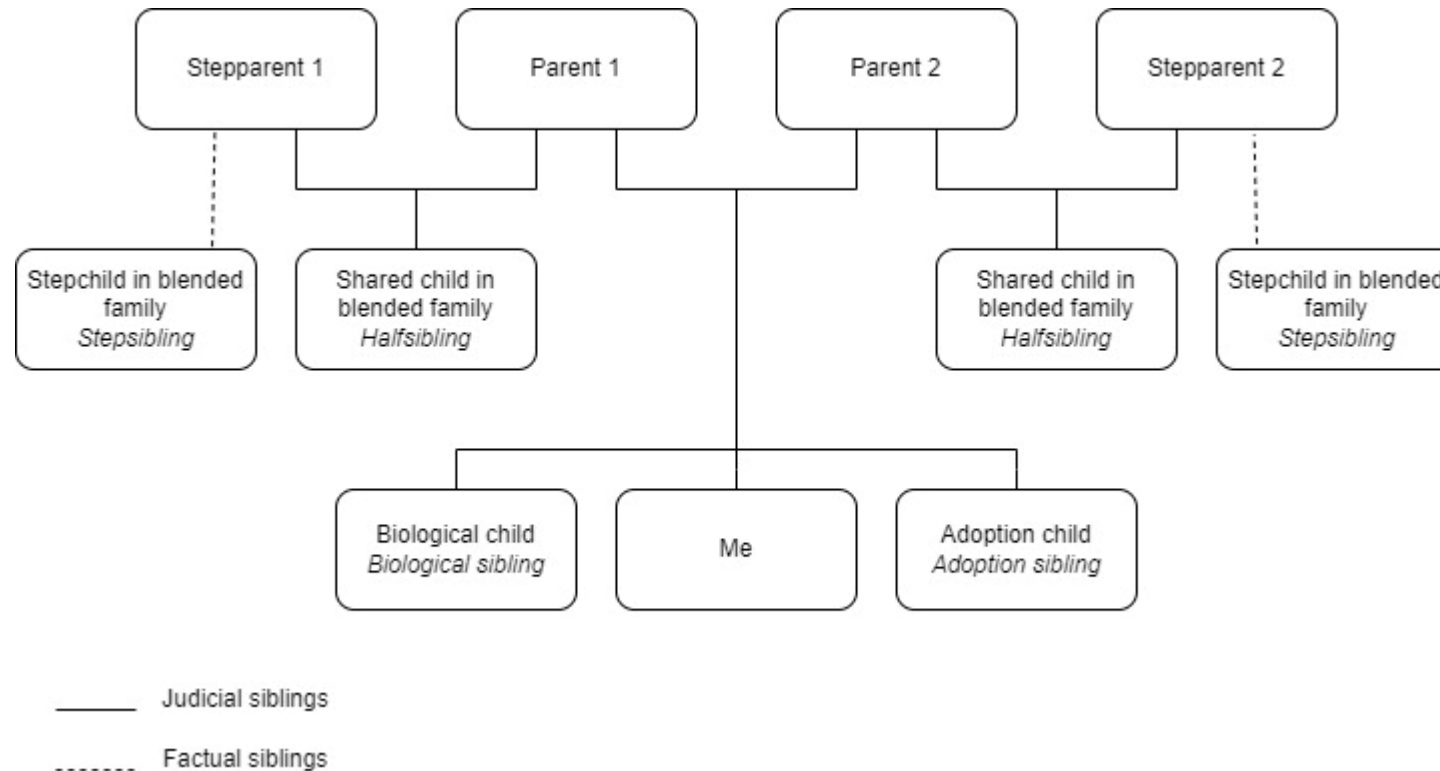 Stepparent 1
Parent 1
Parent 2
Stepparent 2
Stepchild in blended
family
Stepsibling
Shared child in
blended family
Halfsibling
Shared child in
blended family
Halfsibling
Stepchild in blended
family
Stepsibling
Biological child
Biological sibling
Me
Adoption child
Adoption sibling
Judicial siblings
Factual siblings